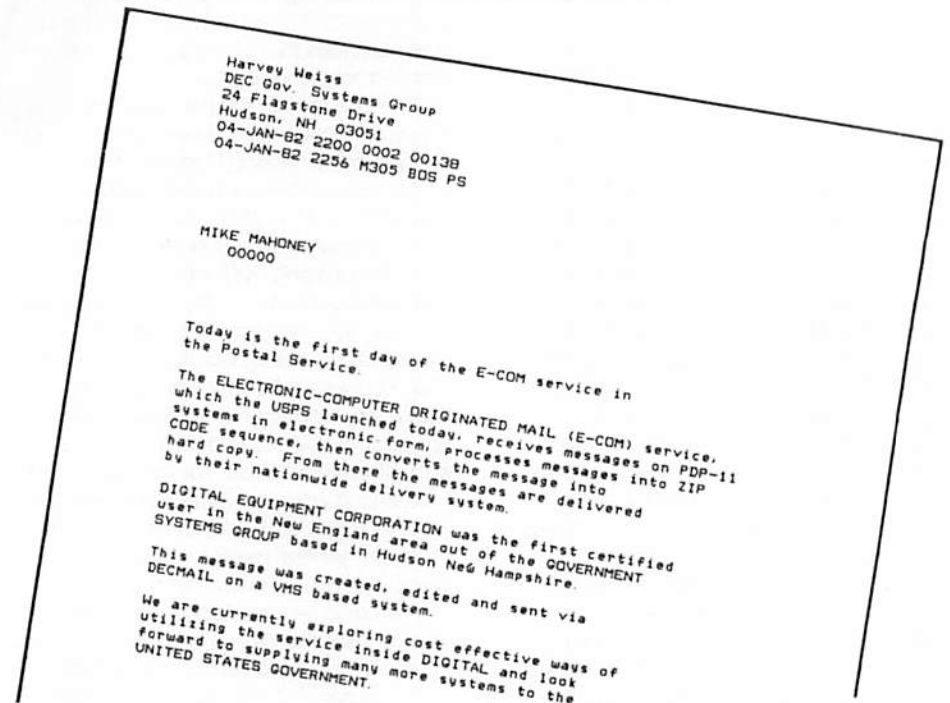 Harvey Weiss
DEC Gov. Systems Group
24 Flagstone Drive
Hudson, NH 03051
04-JAN-82 2200 0002 00138
04-JAN-82 2256 M305 BOS PS
MIKE MAHONEY
00000
Today is the first day of the E-COM service in
the Postal Service.
The ELECTRONIC-COMPUTER ORIGINATED MAIL (E-COM) service,
which the USPS launched today, receives messages on PDP-11
systems in electronic form, processes messages into ZIP
CODE sequence, then converts the message into
hard copy. From there the messages are delivered
by their nationwide delivery system.
DIGITAL EQUIPMENT CORPORATION was the first certified
user in the New England area out of the GOVERNMENT
SYSTEMS GROUP based in Hudson New Hampshire.
This message was created, edited and sent via
DECMAIL on a VMS based system.
We are currently exploring cost effective ways of
utilizing the service inside DIGITAL and look
forward to supplying many more systems to the
UNITED STATES GOVERNMENT.